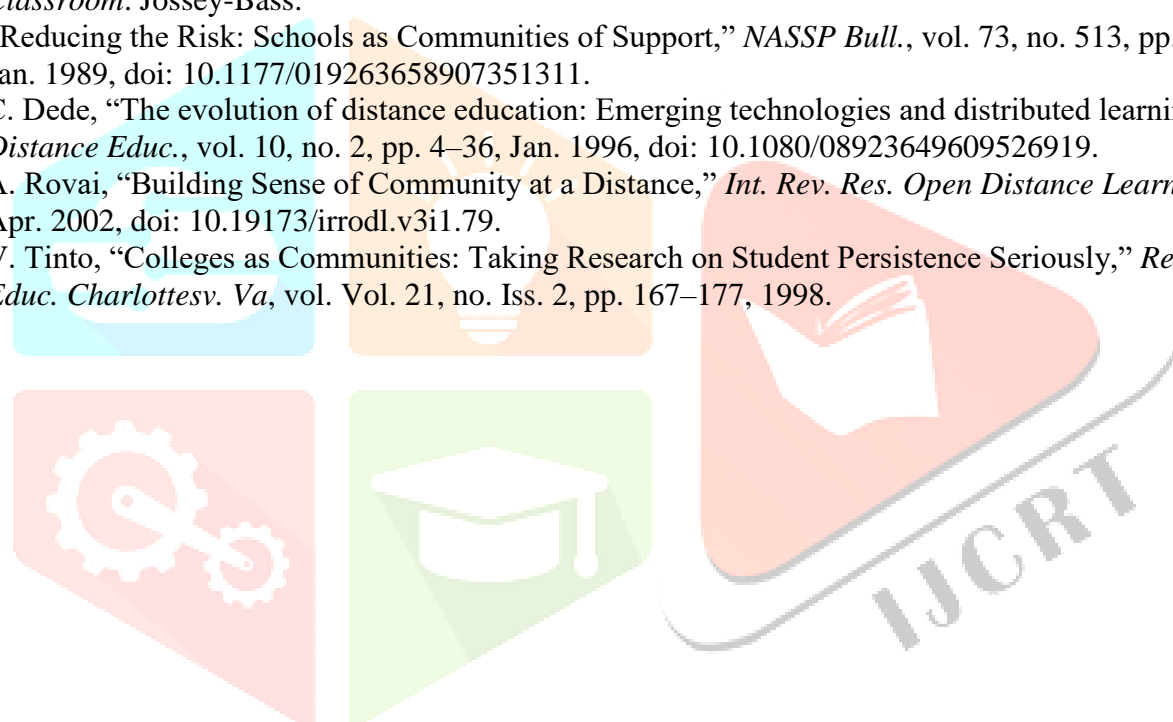 Classroom. Jossey-Bass.
Reducing the Risk: Schools as Communities of Support,” NASSP Bull., vol. 73, no. 513, pp.
an. 1989, doi: 10.1177/019263658907351311.
C. Dede, “The evolution of distance education: Emerging technologies and distributed learni
Distance Educ., vol. 10, no. 2, pp. 4–36, Jan. 1996, doi: 10.1080/08923649609526919.
A. Rovai, “Building Sense of Community at a Distance,” Int. Rev. Res. Open Distance Learn
Apr. 2002, doi: 10.19173/irrodl.v3i1.79.
V. Tinto, “Colleges as Communities: Taking Research on Student Persistence Seriously,” Re
Educ. Charlottesv. Va, vol. Vol. 21, no. Iss. 2, pp. 167–177, 1998.
IJCRT